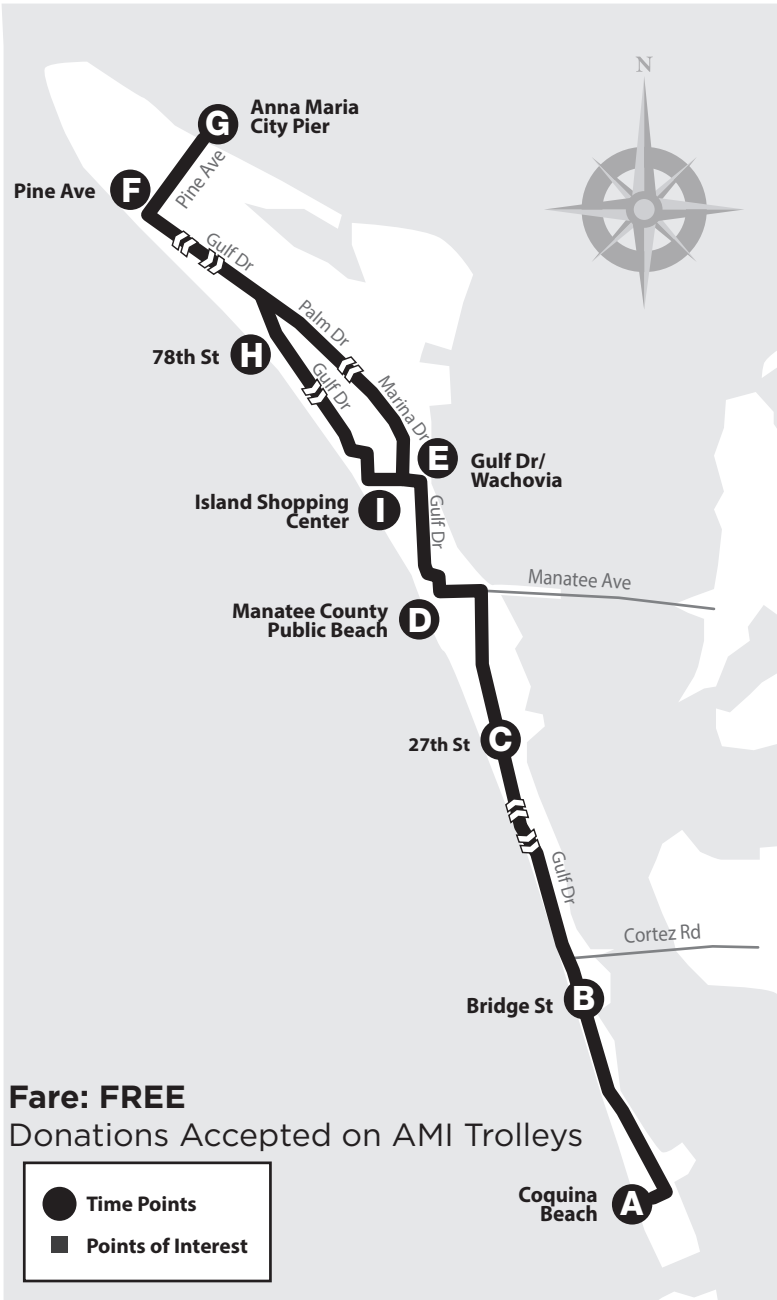 N
G
Anna Maria
City Pier
Pine Ave
F
Pine Ave
Gulf Dr
Palm Dr
78th St
H
Gulf Dr
Marina Dr
E
Gulf Dr/
Wachovia
Island Shopping
Center
I
Gulf Dr
Manatee Ave
Manatee County
Public Beach
D
27th St
C
Gulf Dr
Cortez Rd
Bridge St
B
Fare: FREE
Donations Accepted on AMI Trolleys
Coquina
Beach
A
Time Points
Points of Interest